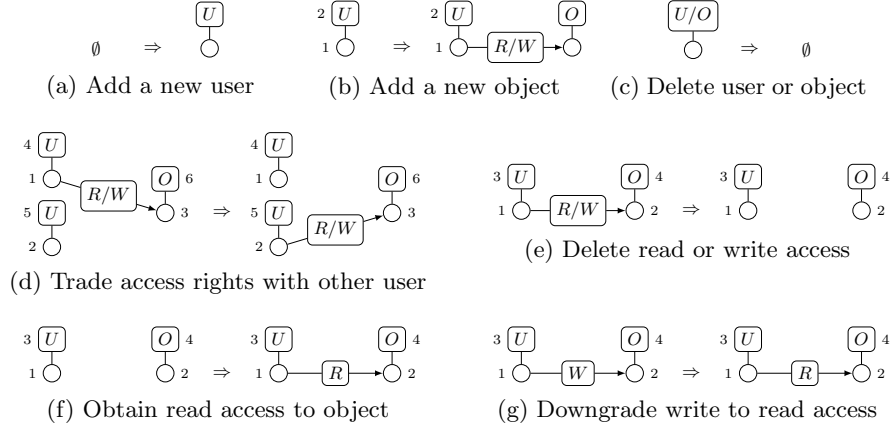 U
2 U 2 U O
U/O
∅ ⇒
1 ⇒ 1 R/W
⇒ ∅
(a) Add a new user
(b) Add a new object
(c) Delete user or object
4 U 4 U
1 R/W O 6 1 O 6
5 U 3 ⇒ 5 U R/W 3
2 2
(d) Trade access rights with other user
3 U O 4 3 U O 4
1 R/W 2 ⇒ 1 2
(e) Delete read or write access
3 U O 4 3 U O 4
1 2 ⇒ 1 R 2
(f) Obtain read access to object
3 U O 4 3 U O 4
1 W 2 ⇒ 1 R 2
(g) Downgrade write to read access